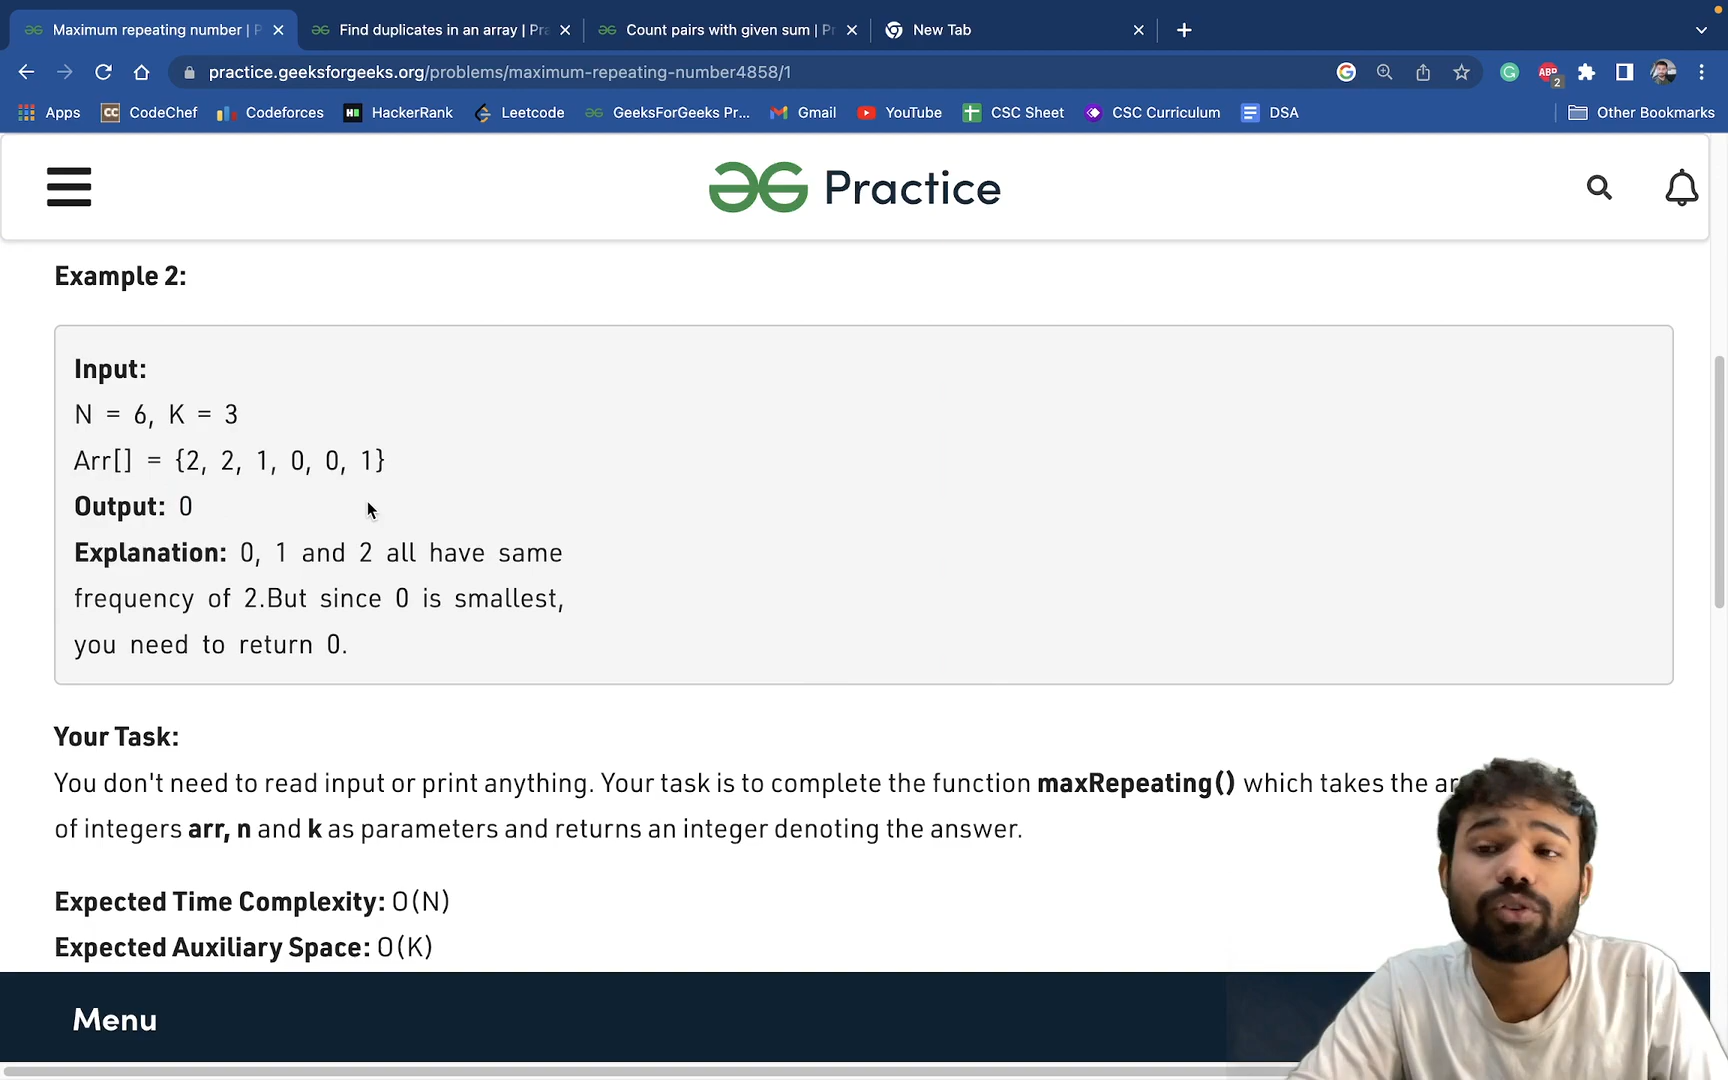 Maximum repeating number | P
Find duplicates in an array | Pra
Count pairs with given sum | Pr
New Tab
practice.geeksforgeeks.org/problems/maximum-repeating-number4858/1
ABP
2
Apps
CC CodeChef
Codeforces
H HackerRank
Leetcode
GeeksForGeeks Pr...
Gmail
YouTube
CSC Sheet
CSC Curriculum
DSA
Other Bookmarks
Practice
Example 2:
Input:
N = 6, K = 3
Arr[] = {2, 2, 1, 0, 0, 1}
Output: 0
Explanation: 0, 1 and 2 all have same
frequency of 2.But since 0 is smallest,
you need to return 0.
Your Task:
You don't need to read input or print anything. Your task is to complete the function maxRepeating() which takes the ar
of integers arr, n and k as parameters and returns an integer denoting the answer.
Expected Time Complexity: O(N)
Expected Auxiliary Space: O(K)
Menu